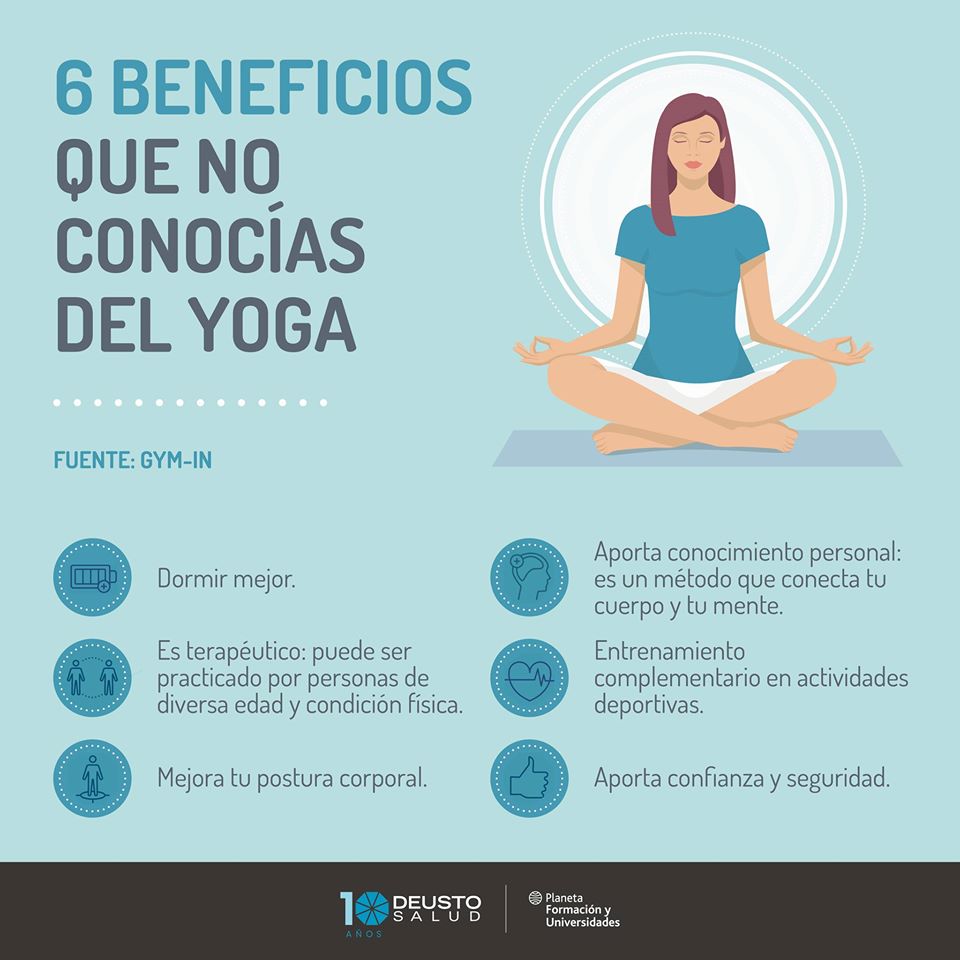 6 BENEFICIOS
QUE NO
CONOCÍAS
DEL YOGA
FUENTE: GYM-IN
Dormir mejor.
Es terapéutico: puede ser
practicado por personas de
diversa edad y condición física.
Mejora tu postura corporal.
Aporta conocimiento personal:
es un método que conecta tu
cuerpo y tu mente.
Entrenamiento
complementario en actividades
deportivas.
Aporta confianza y seguridad.
10 AÑOS
DEUSTO
SALUD
Planeta
Formación y
Universidades